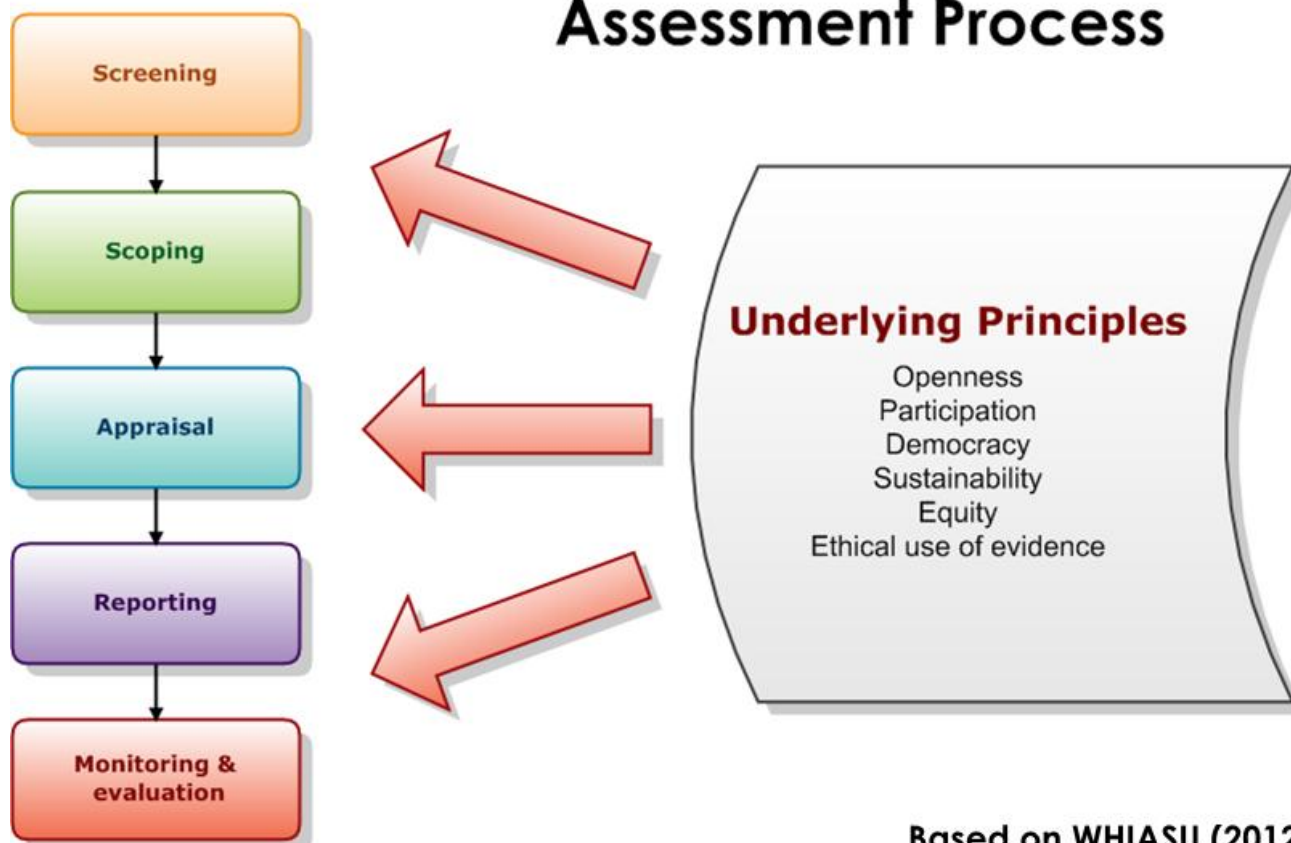 Assessment Process
Screening
Scoping
Appraisal
Reporting
Monitoring &
evaluation
Underlying Principles
Openness
Participation
Democracy
Sustainability
Equity
Ethical use of evidence
Based on WHIASU (2012